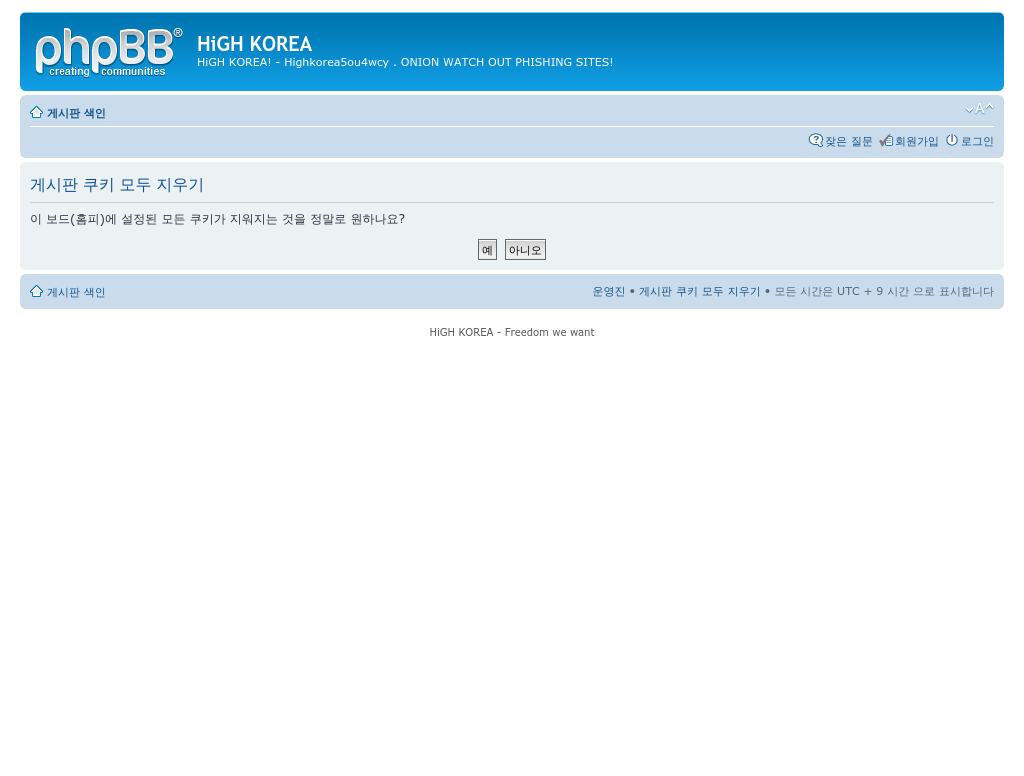 phpBB®
creating communities
HiGH KOREA
HiGH KOREA! - Highkorea5ou4wcy . ONION WATCH OUT PHISHING SITES!
게시판 색인
A
잦은 질문 회원가입 로그인
게시판 쿠키 모두 지우기
이 보드(홈피)에 설정된 모든 쿠키가 지워지는 것을 정말로 원하나요?
예 아니오
게시판 색인
운영진 • 게시판 쿠키 모두 지우기 • 모든 시간은 UTC + 9 시간 으로 표시합니다
HiGH KOREA - Freedom we want